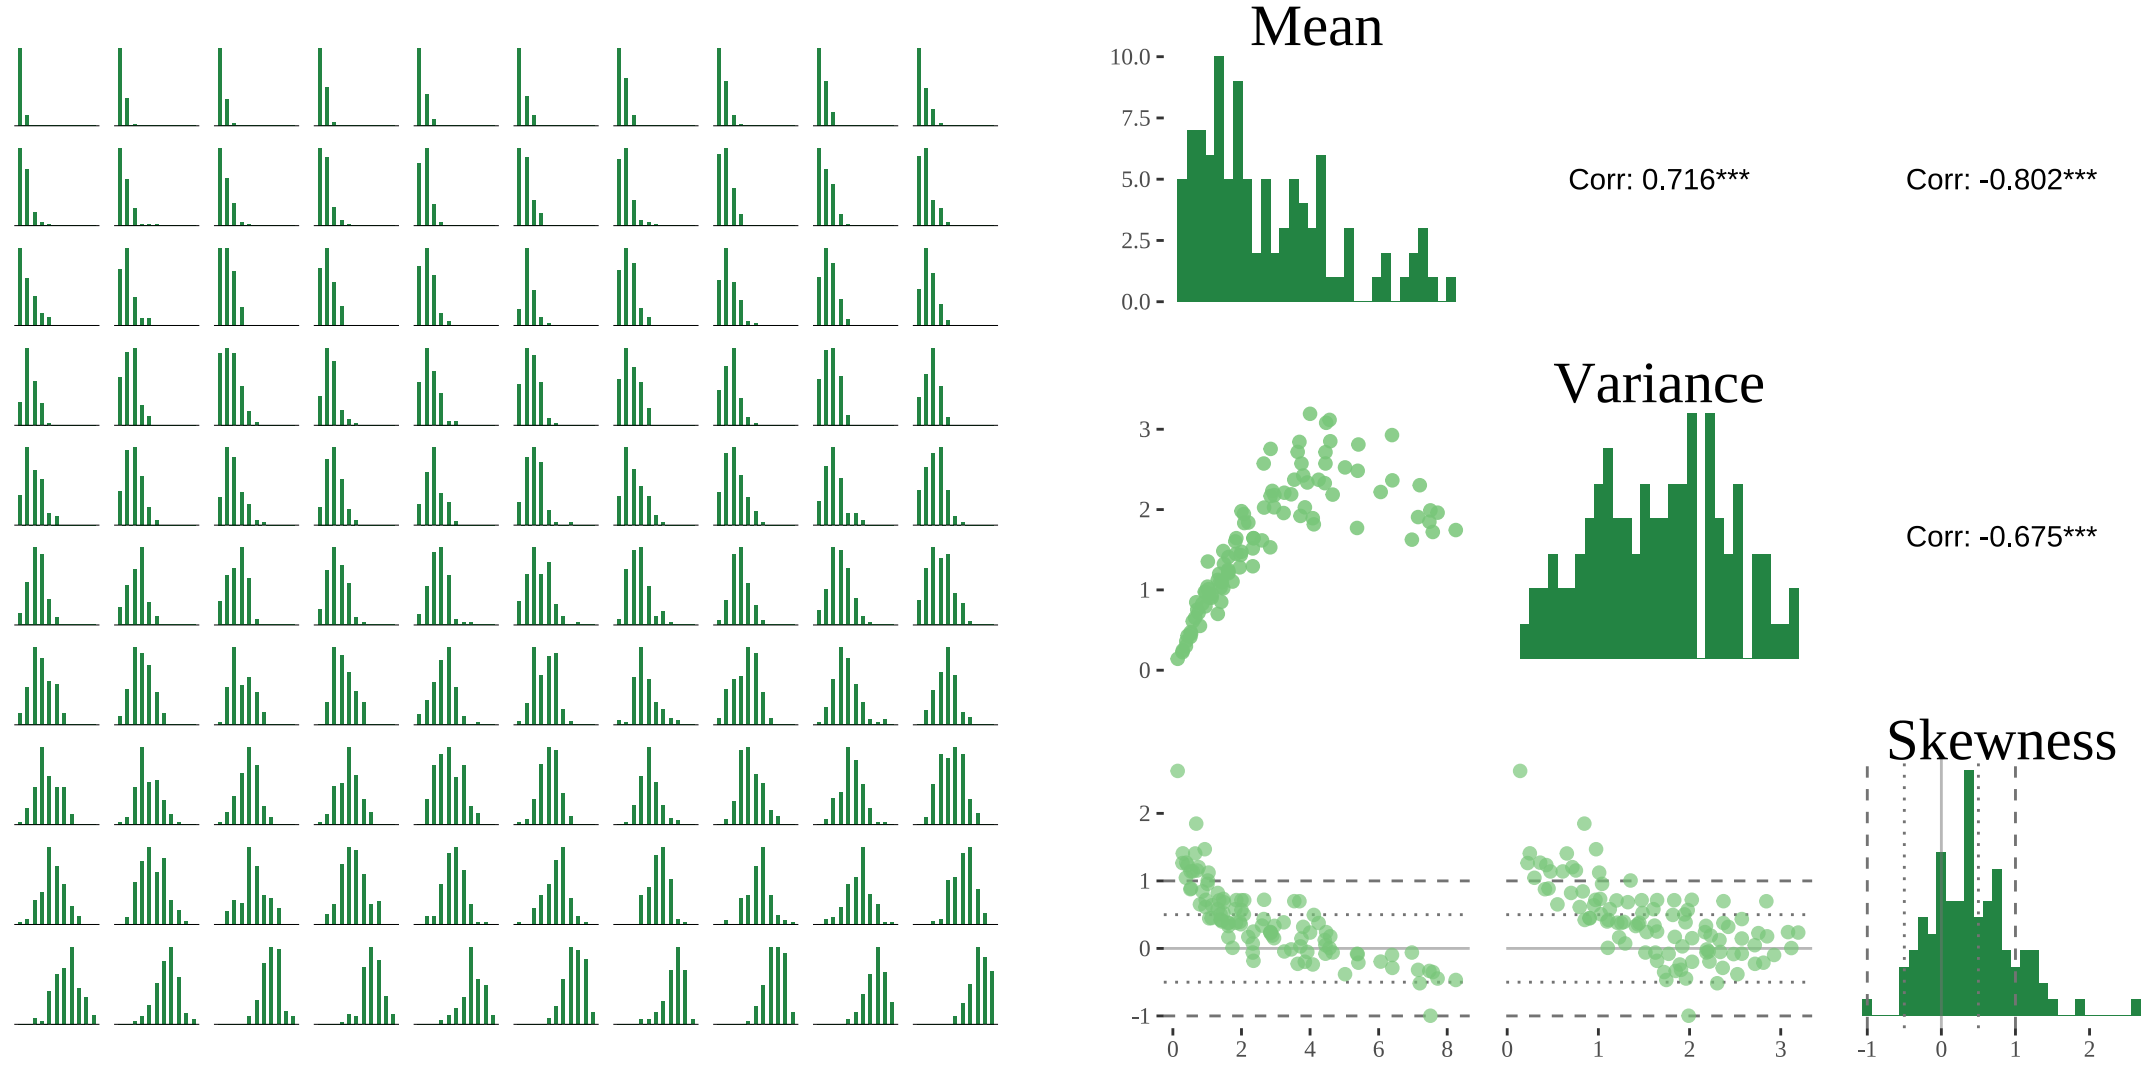 Mean
10.0
7.5
5.0
2.5
0.0
Corr: 0.716***
Corr: -0.802***
Variance
3
2
1
0
Corr: -0.675***
Skewness
2
1
0
-1
0 2 4 6 8
0 1 2 3
-1 0 1 2